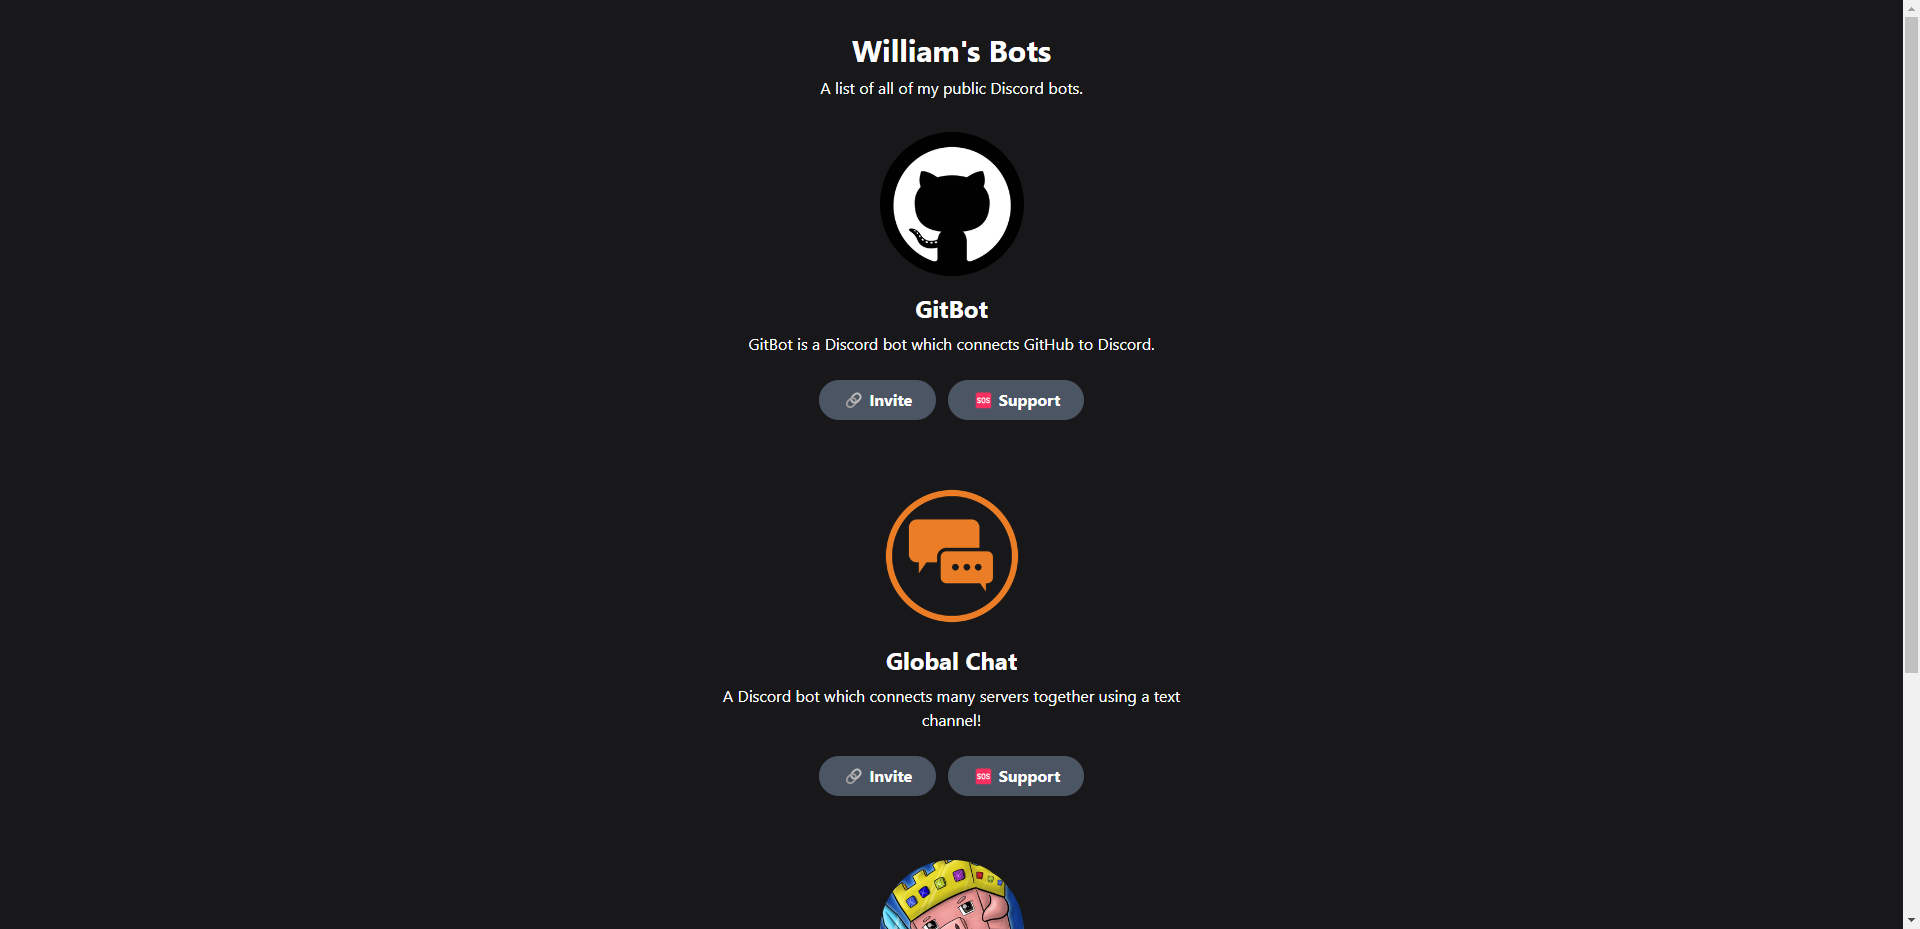 William's Bots
A list of all of my public Discord bots.
GitBot
GitBot is a Discord bot which connects GitHub to Discord.
🔗 Invite
🆘 Support
Global Chat
A Discord bot which connects many servers together using a text
channel!
🔗 Invite
🆘 Support